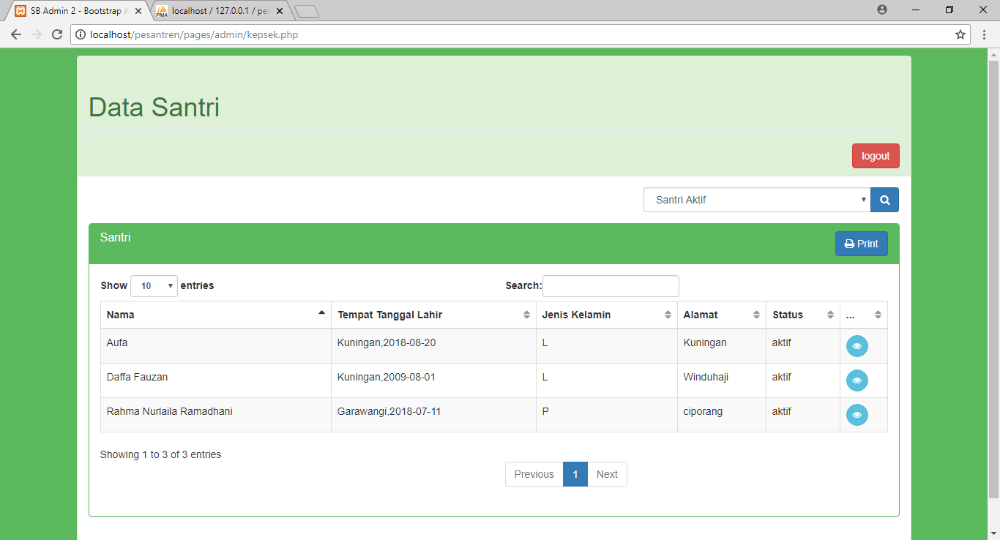 SB Admin 2 - Bootstrap A
localhost / 127.0.0.1 / pes
localhost/pesantren/pages/admin/kepsek.php
Data Santri
logout
Santri Aktif
Santri
Print
Show 10 entries Search:
Nama Tempat Tanggal Lahir Jenis Kelamin Alamat Status ...
Aufa Kuningan,2018-08-20 L Kuningan aktif
Daffa Fauzan Kuningan,2009-08-01 L Winduhaji aktif
Rahma Nurlaila Ramadhani Garawangi,2018-07-11 P ciporang aktif
Showing 1 to 3 of 3 entries
Previous 1 Next